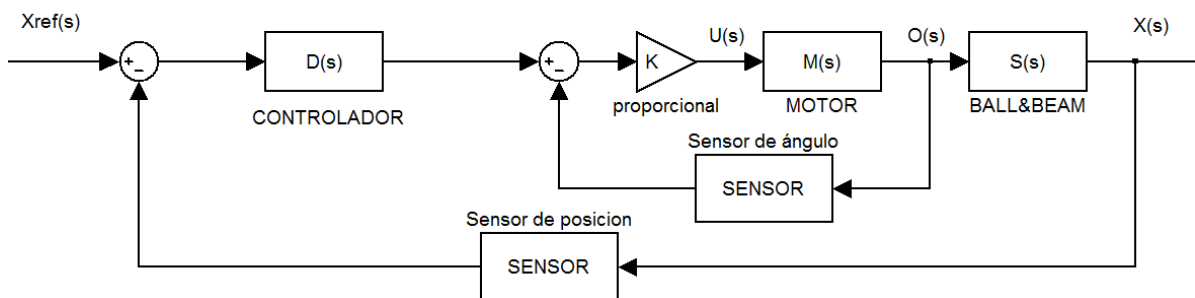 Xref(s)
+
−
D(s)
CONTROLADOR
+
−
K
proporcional
U(s)
M(s)
MOTOR
O(s)
S(s)
BALL&BEAM
X(s)
Sensor de ángulo
SENSOR
Sensor de posicion
SENSOR